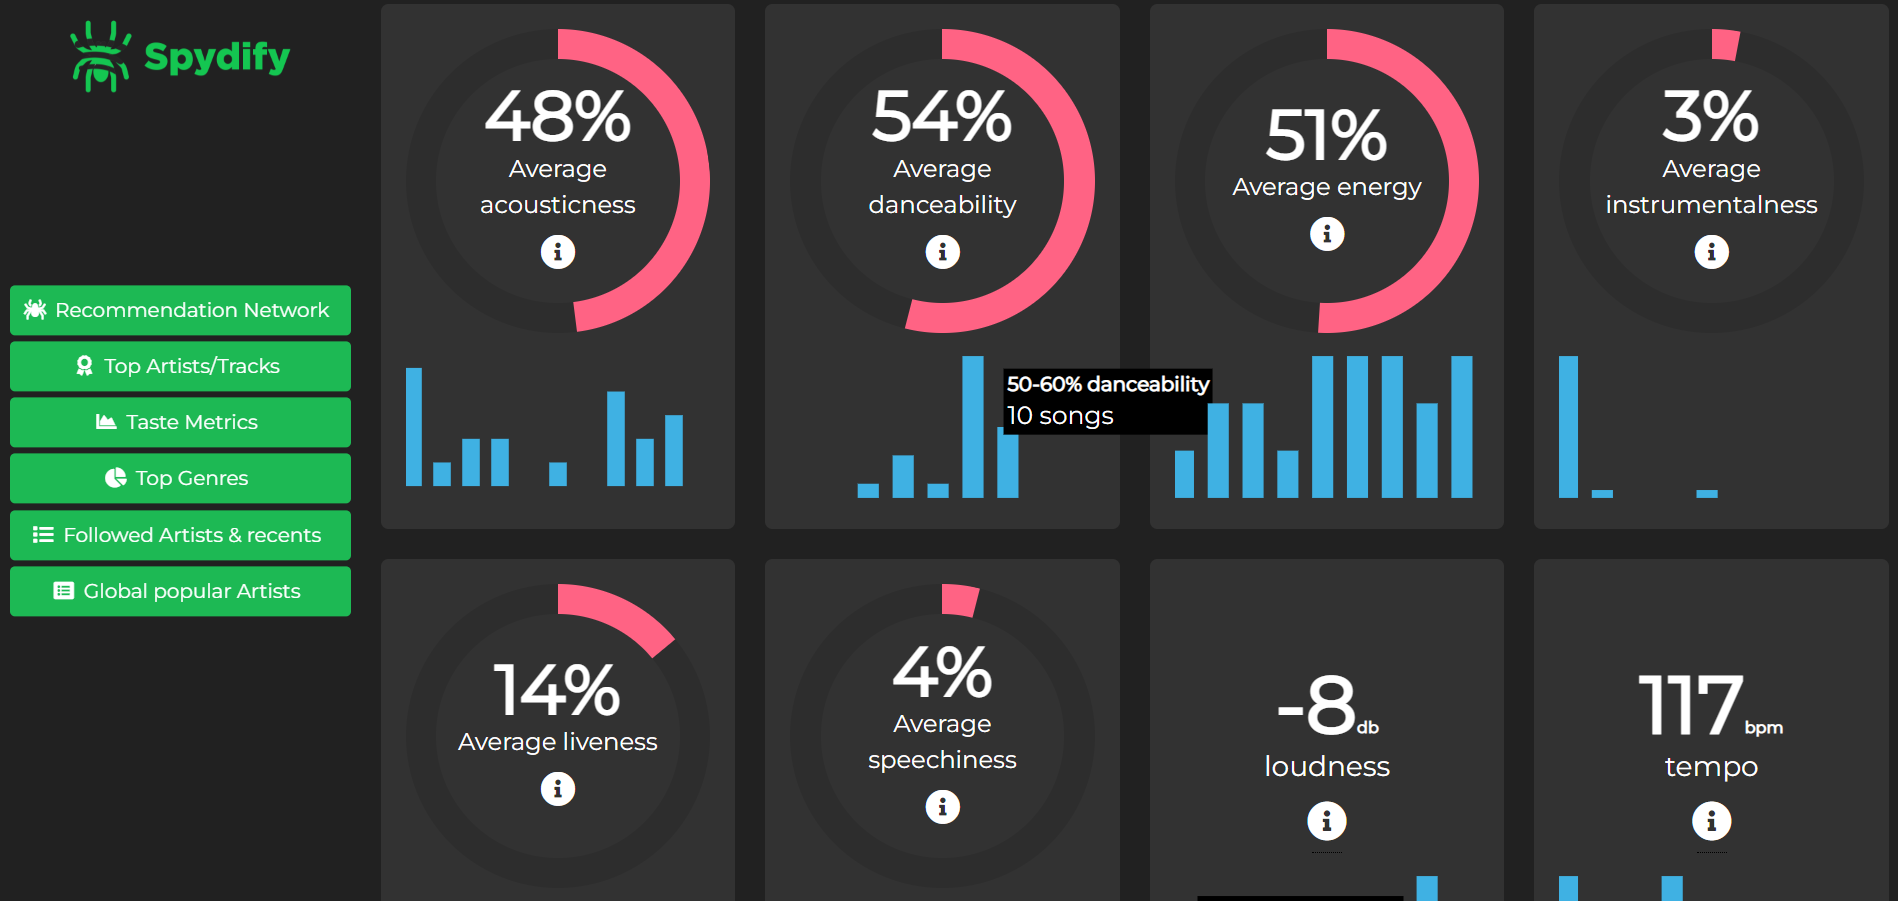 Spydify
Recommendation Network
Top Artists/Tracks
Taste Metrics
Top Genres
Followed Artists & recents
Global popular Artists
48%
Average
acousticness
54%
Average
danceability
50-60% danceability
10 songs
51%
Average energy
3%
Average
instrumentalness
14%
Average liveness
4%
Average
speechiness
-8db
loudness
117bpm
tempo